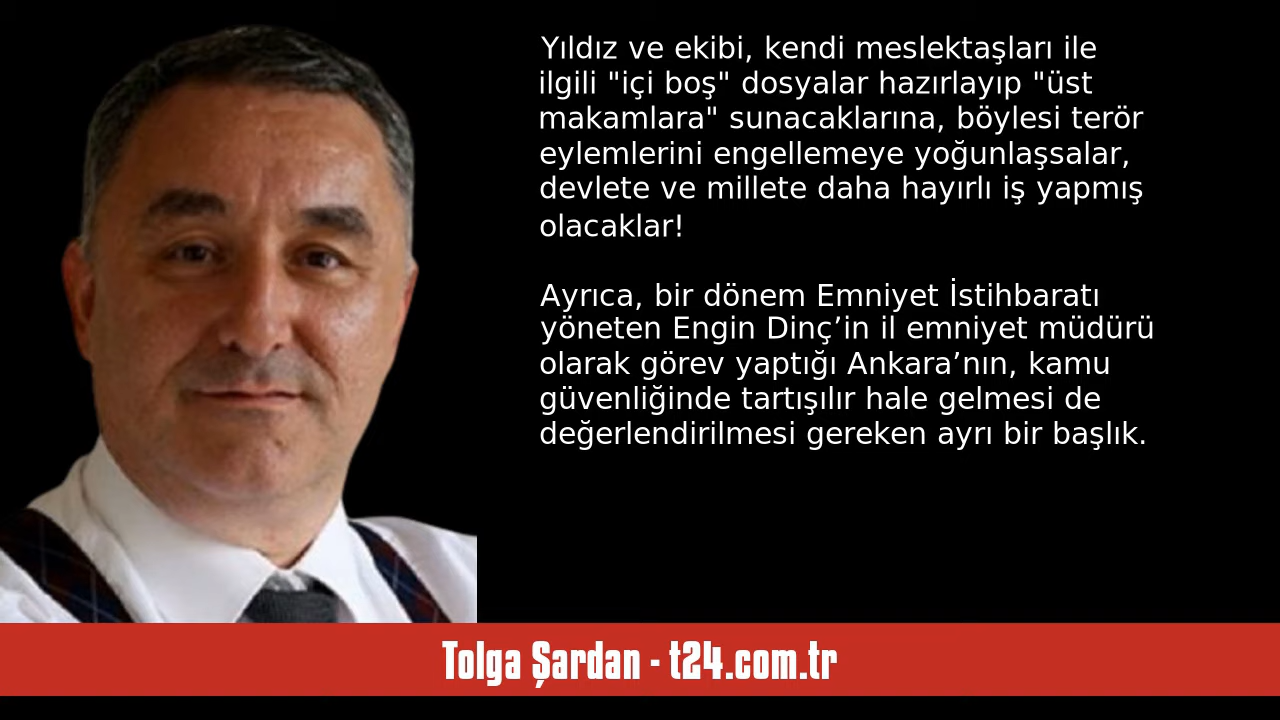 Yıldız ve ekibi, kendi meslektaşları ile
ilgili "içi boş" dosyalar hazırlayıp "üst
makamlara" sunacaklarına, böylesi terör
eylemlerini engellemeye yoğunlaşsalar,
devlete ve millete daha hayırlı iş yapmış
olacaklar!
Ayrıca, bir dönem Emniyet İstihbaratı
yöneten Engin Dinç’in il emniyet müdürü
olarak görev yaptığı Ankara’nın, kamu
güvenliğinde tartışılır hale gelmesi de
değerlendirilmesi gereken ayrı bir başlık.
Tolga Şardan - t24.com.tr